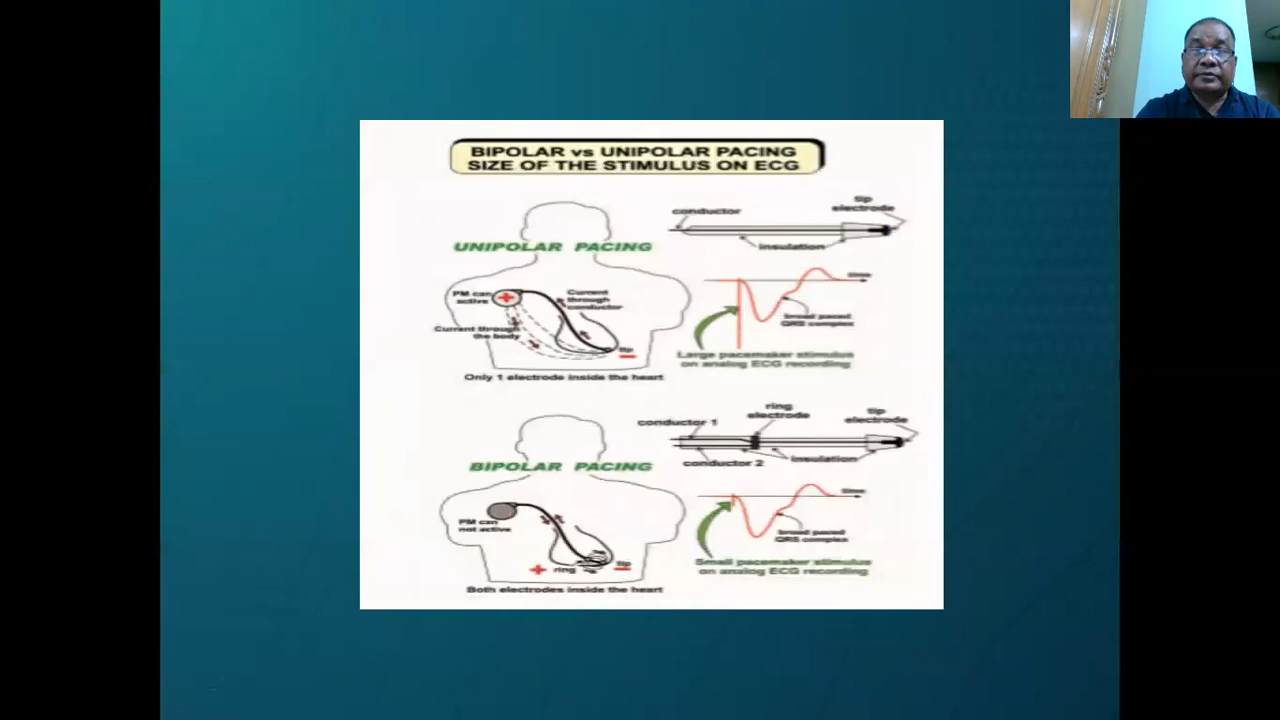 BIPOLAR vs UNIPOLAR PACING
SIZE OF THE STIMULUS ON ECG
UNIPOLAR PACING
conductor
tip
electrode
insulation
PM can
active
+
Current
through
conductor
Current through
the body
tip
−
Only 1 electrode inside the heart
time
broad paced
QRS complex
Large pacemaker stimulus
on analog ECG recording
BIPOLAR PACING
conductor 1
ring
electrode
tip
electrode
conductor 2
insulation
PM can
not active
+ ring
tip
−
Both electrodes inside the heart
time
broad paced
QRS complex
Small pacemaker stimulus
on analog ECG recording